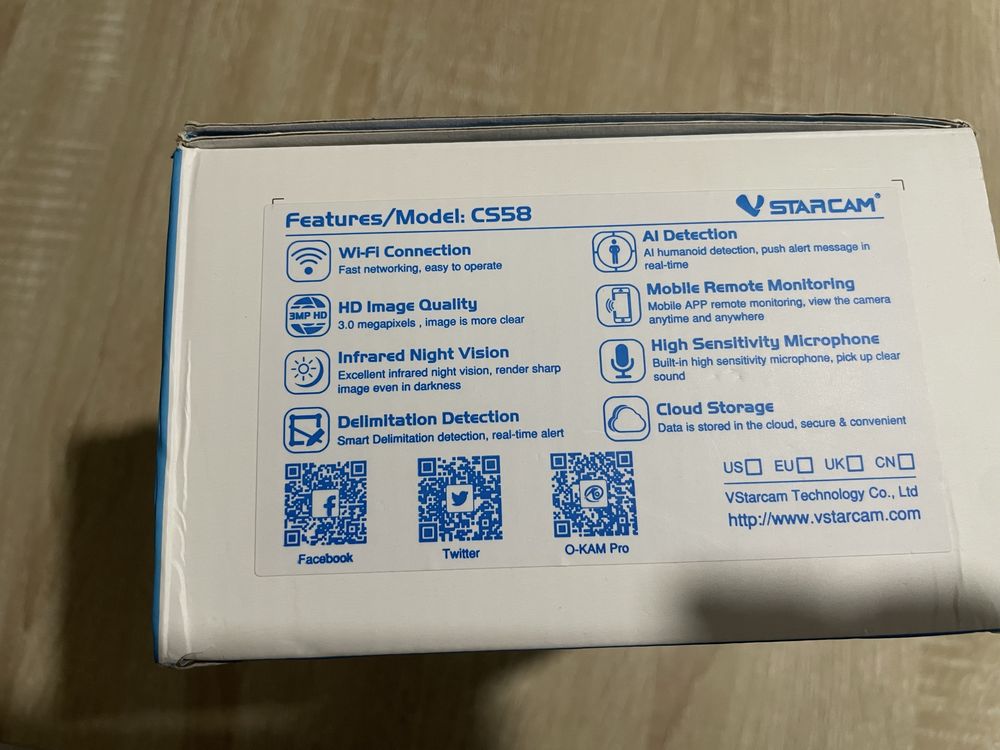 Features/Model: CS58
VSTARCAM®
Wi-Fi Connection
Fast networking, easy to operate
3MP HD
HD Image Quality
3.0 megapixels , image is more clear
Infrared Night Vision
Excellent infrared night vision, render sharp
image even in darkness
Delimitation Detection
Smart Delimitation detection, real-time alert
AI Detection
AI humanoid detection, push alert message in
real-time
Mobile Remote Monitoring
Mobile APP remote monitoring, view the camera
anytime and anywhere
High Sensitivity Microphone
Built-in high sensitivity microphone, pick up clear
sound
Cloud Storage
Data is stored in the cloud, secure & convenient
Facebook
Twitter
O-KAM Pro
US□ EU□ UK□ CN□
VStarcam Technology Co., Ltd
http://www.vstarcam.com